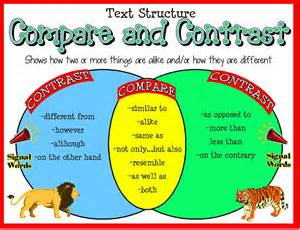 Text Structure
Compare and Contrast
Shows how two or more things are alike and/or how they are different
CONTRAST
COMPARE
CONTRAST
-different from
-however
-although
-on the other hand
-similar to
-alike
-same as
-not only...but also
-resemble
-as well as
-both
-as opposed to
-more than
less than
-on the contrary
Signal
Words
Signal
Words